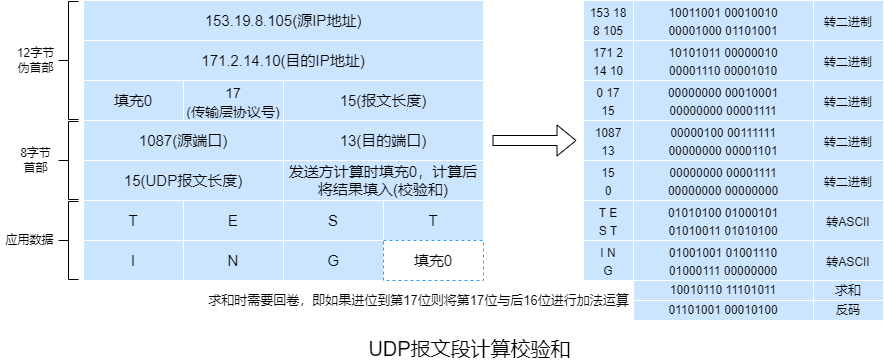 12字节
伪首部
153.19.8.105(源IP地址)
171.2.14.10(目的IP地址)
填充0
17
(传输层协议号)
15(报文长度)
8字节
首部
1087(源端口)
13(目的端口)
15(UDP报文长度)
发送方计算时填充0，计算后
将结果填入(校验和)
应用数据
T E S T
I N G 填充0
153 18 10011001 00010010 转二进制
8 105 00001000 01101001
171 2 10101011 00000010 转二进制
14 10 00001110 00001010
0 17 00000000 00010001 转二进制
15 00000000 00001111
1087 00000100 00111111 转二进制
13 00000000 00001101
15 00000000 00001111 转二进制
0 00000000 00000000
T E 01010100 01000101 转ASCII
S T 01010011 01010100
I N 01001001 01001110 转ASCII
G 01000111 00000000
10010110 11101011 求和
01101001 00010100 反码
求和时需要回卷，即如果进位到第17位则将第17位与后16位进行加法运算
UDP报文段计算校验和